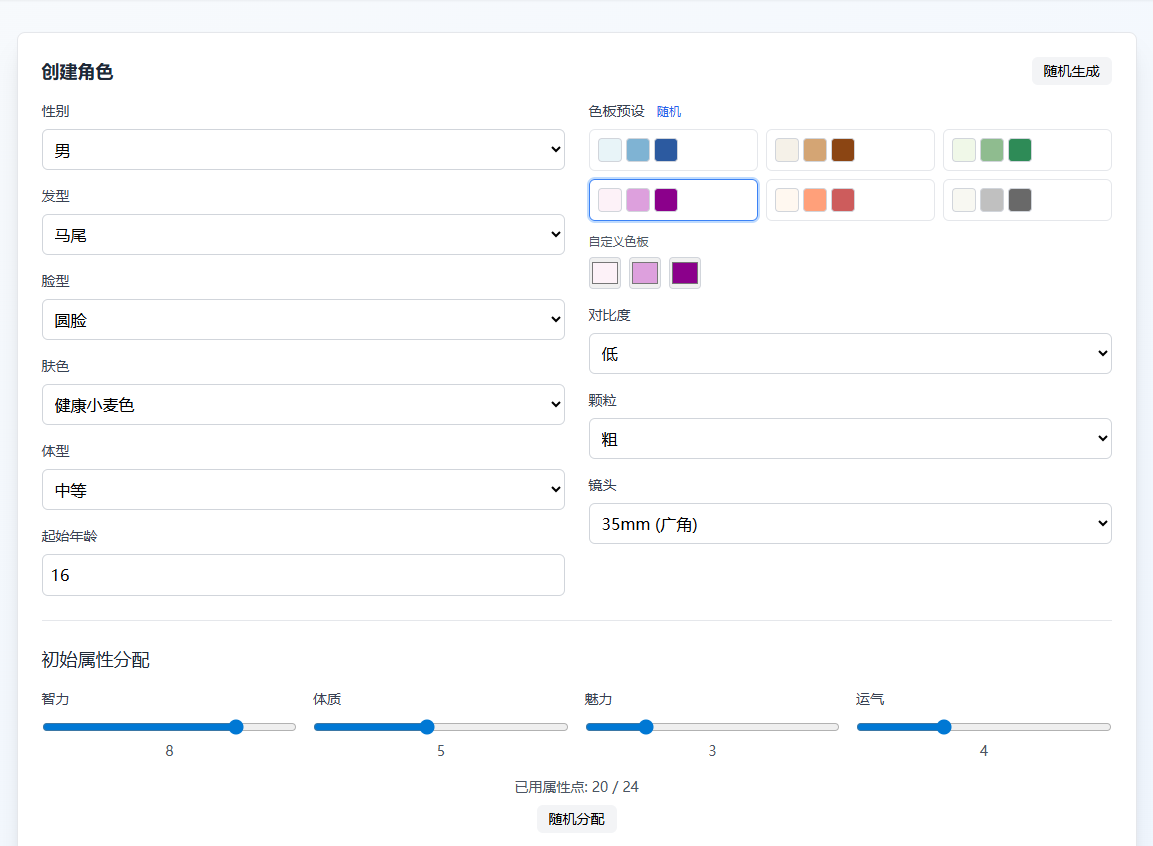 创建角色
随机生成
性别
男
发型
马尾
脸型
圆脸
肤色
健康小麦色
体型
中等
起始年龄
16
色板预设 随机
自定义色板
对比度
低
颗粒
粗
镜头
35mm (广角)
初始属性分配
智力 体质 魅力 运气
8 5 3 4
已用属性点: 20 / 24
随机分配